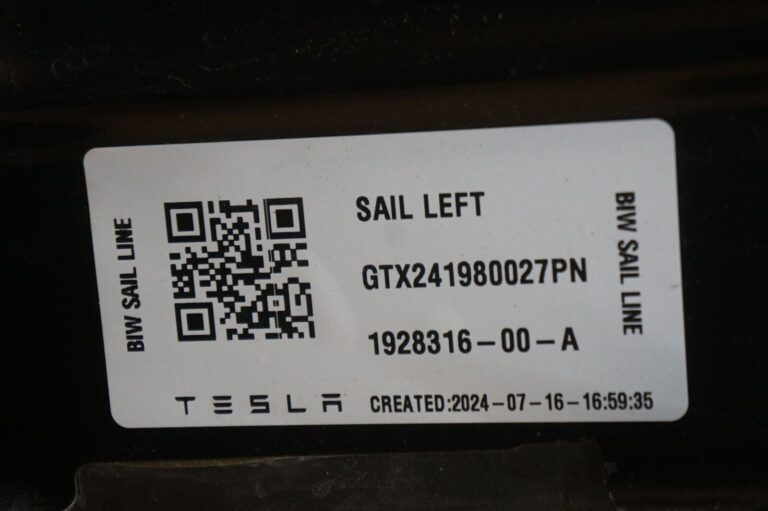 BIW SAIL LINE
SAIL LEFT
GTX241980027PN
1928316-00-A
TESLA
CREATED:2024-07-16-16:59:35
BIW SAIL LINE